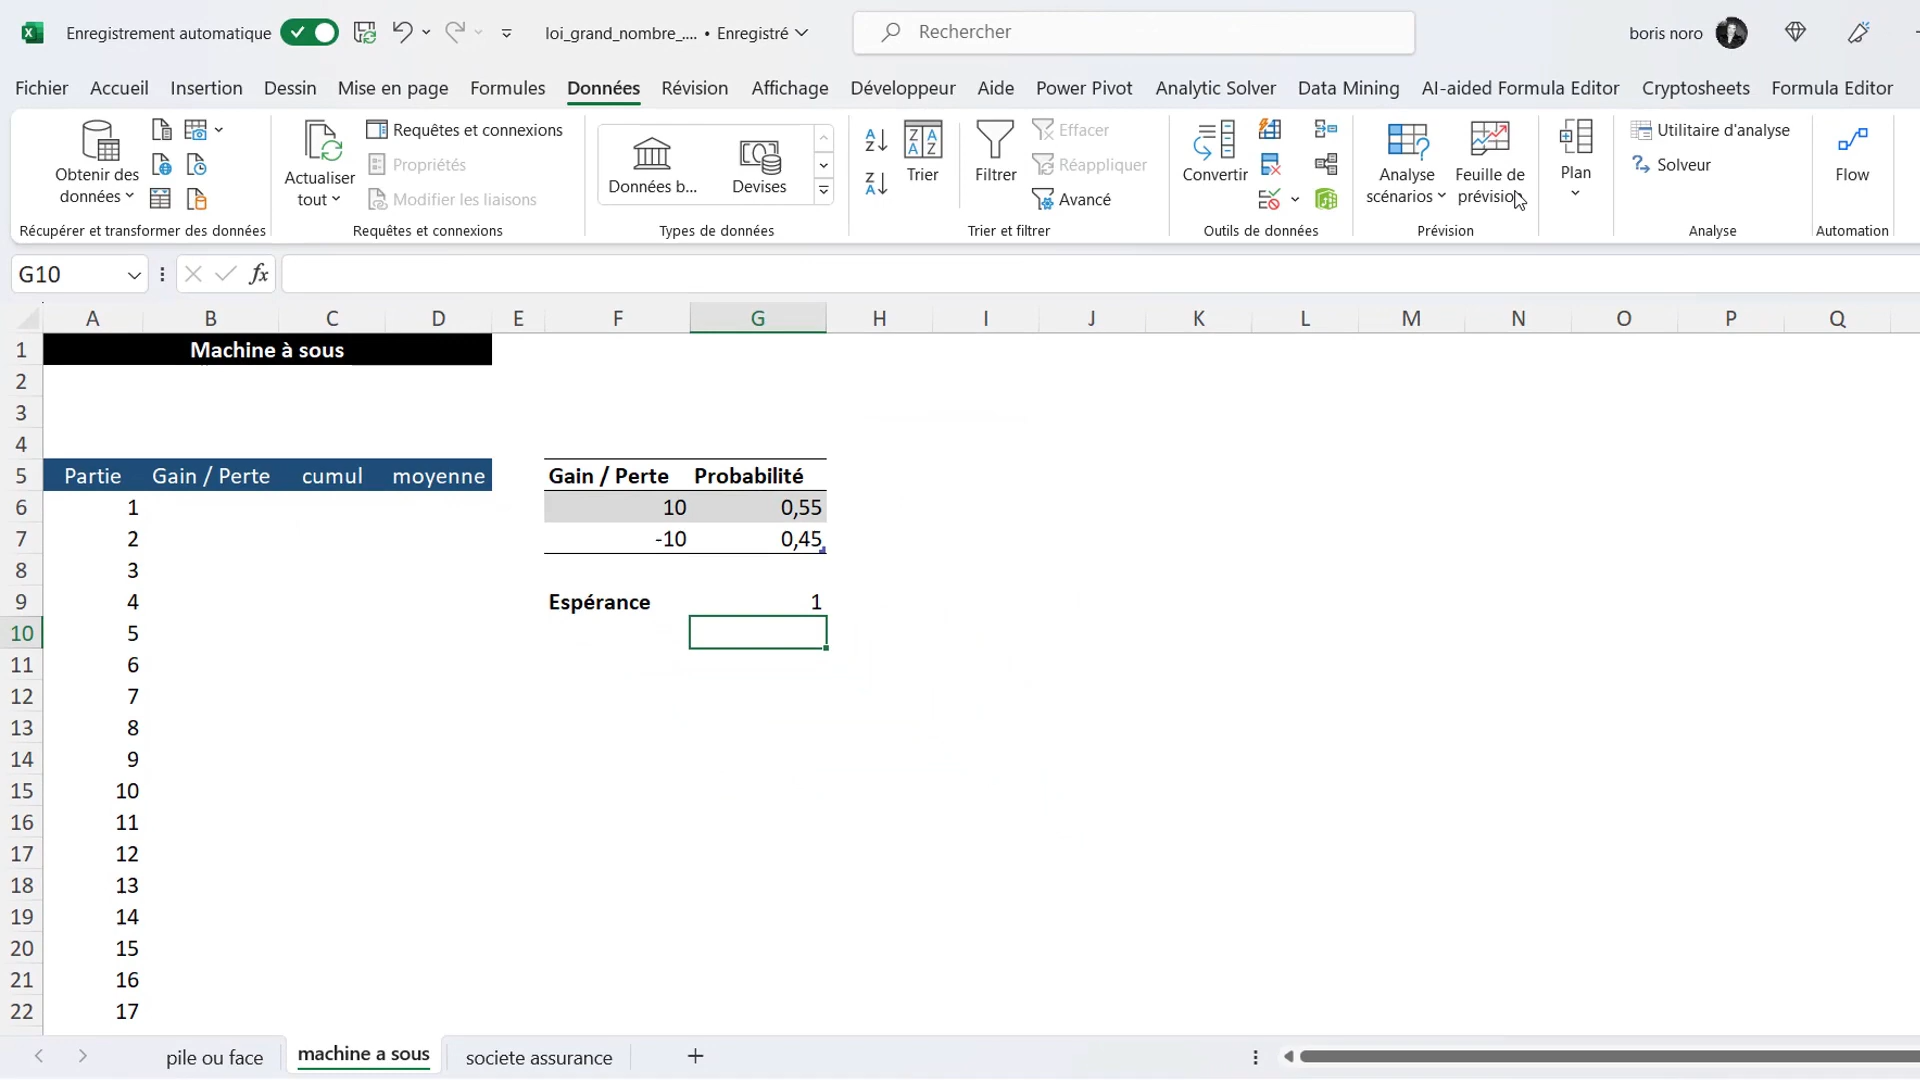 Enregistrement automatique
loi_grand_nombre_.... • Enregistré
Rechercher
boris noro
Fichier Accueil Insertion Dessin Mise en page Formules Données Révision Affichage Développeur Aide Power Pivot Analytic Solver Data Mining AI-aided Formula Editor Cryptosheets Formula Editor
Obtenir des
données
Récupérer et transformer des données
Actualiser
tout
Requêtes et connexions
Propriétés
Modifier les liaisons
Requêtes et connexions
Données b...
Devises
Types de données
Trier
Filtrer
Effacer
Réappliquer
Avancé
Trier et filtrer
Convertir
Outils de données
Analyse
scénarios
Feuille de
prévision
Prévision
Plan
Utilitaire d'analyse
Solveur
Analyse
Flow
Automation
G10
fx
A B C D E F G H I J K L M N O P Q
1 Machine à sous
2
3
4
5 Partie Gain / Perte cumul moyenne Gain / Perte Probabilité
6 1 10 0,55
7 2 -10 0,45
8 3
9 4 Espérance 1
10 5
11 6
12 7
13 8
14 9
15 10
16 11
17 12
18 13
19 14
20 15
21 16
22 17
pile ou face machine a sous societe assurance